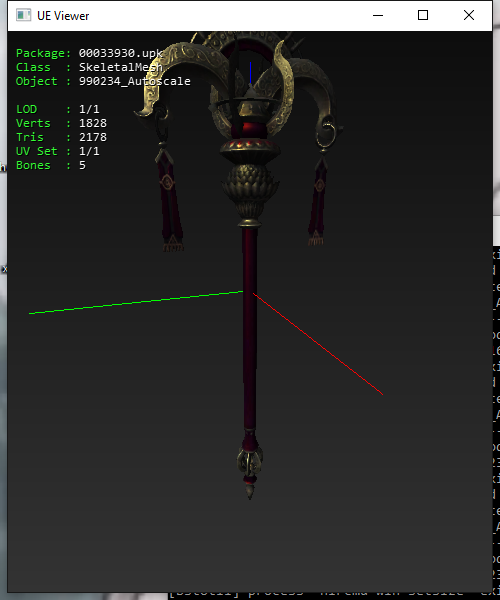 UE Viewer
Package: 00033930.upk
Class : SkeletalMesh
Object : 990234_Autoscale
LOD : 1/1
Verts : 1828
Tris : 2178
UV Set : 1/1
Bones : 5